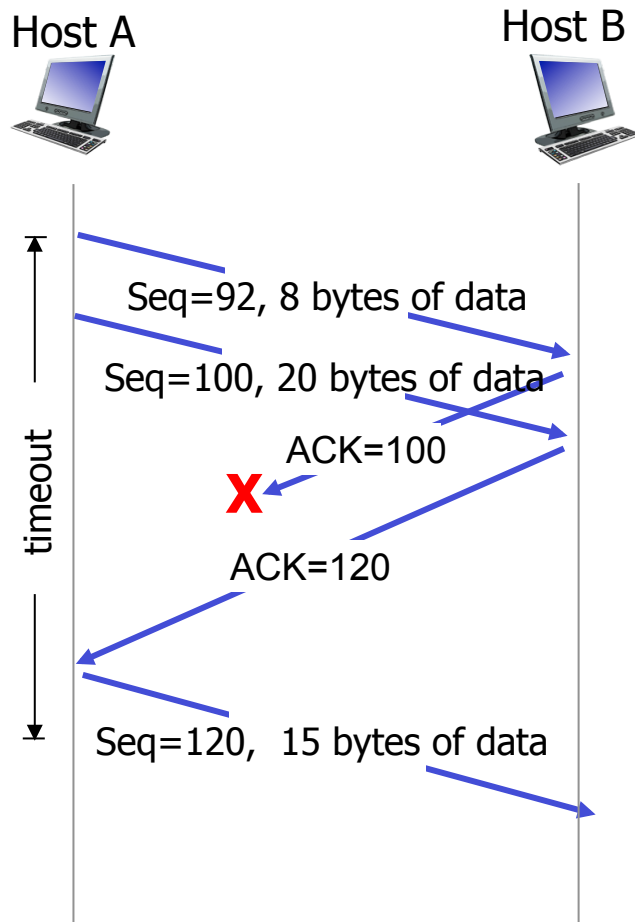 Host A
Host B
Seq=92, 8 bytes of data
Seq=100, 20 bytes of data
ACK=100
X
timeout
ACK=120
Seq=120, 15 bytes of data